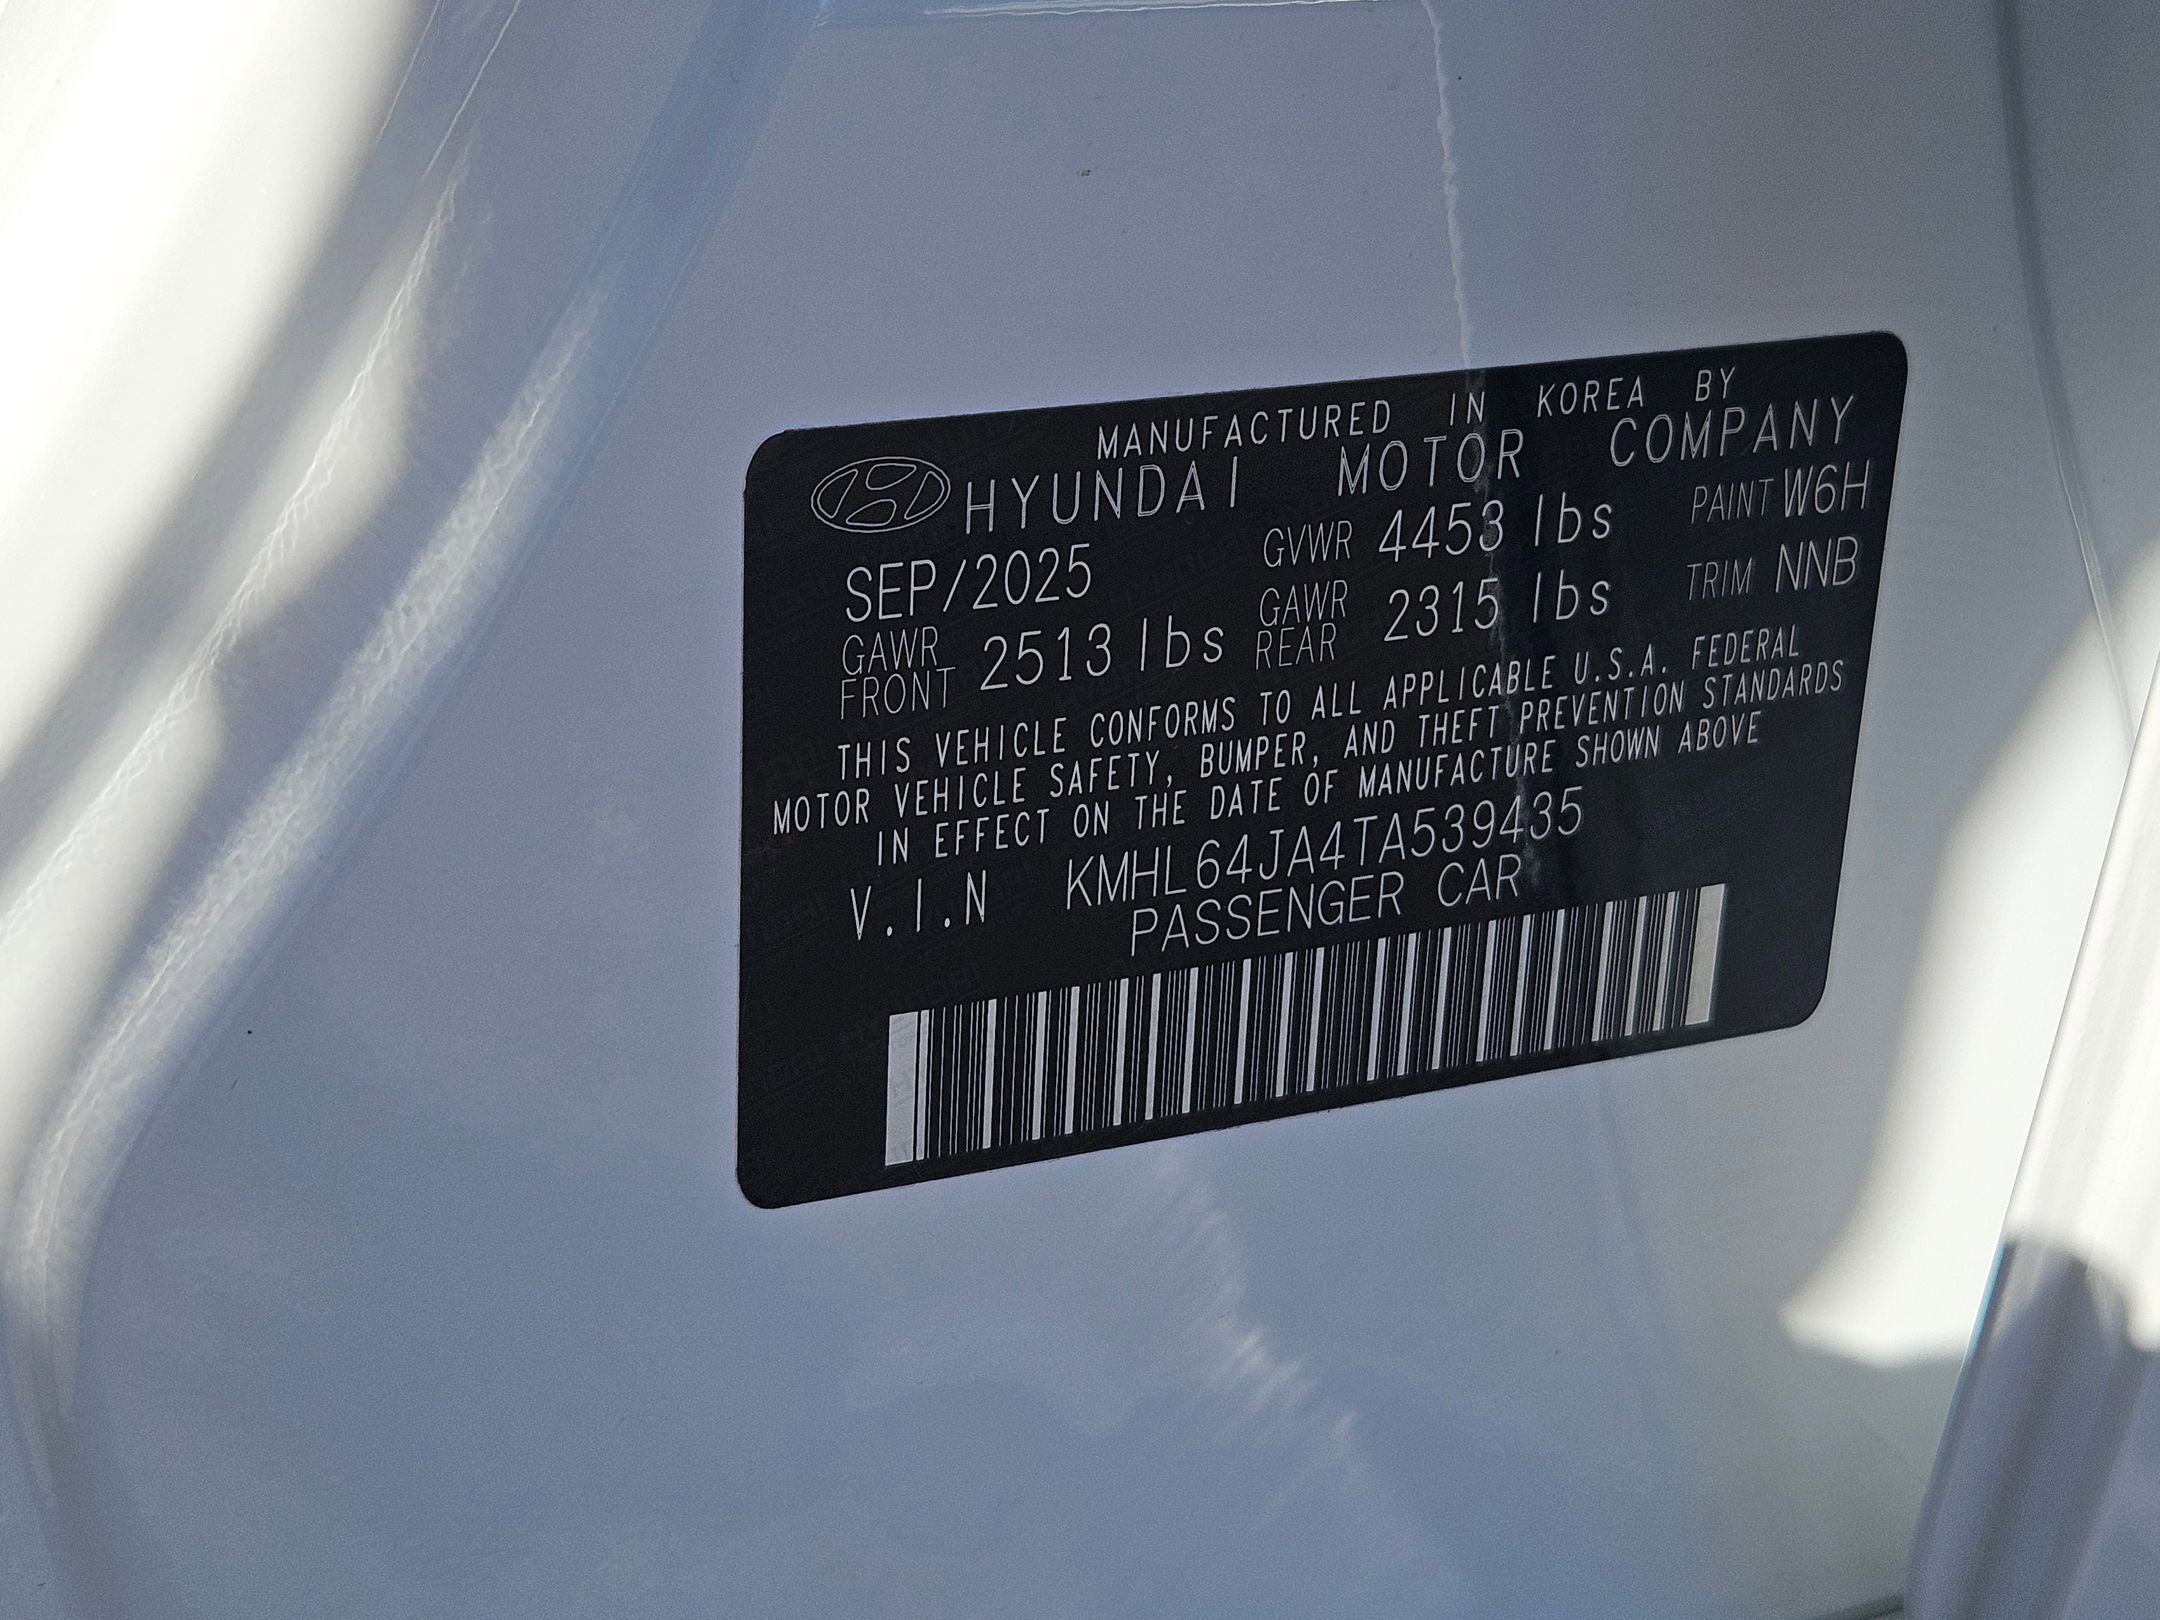 MANUFACTURED IN KOREA BY
HYUNDAI MOTOR COMPANY
SEP/2025 GVWR 4453 lbs PAINT W6H
GAWR FRONT 2513 lbs GAWR REAR 2315 lbs TRIM NNB
THIS VEHICLE CONFORMS TO ALL APPLICABLE U.S.A. FEDERAL
MOTOR VEHICLE SAFETY, BUMPER, AND THEFT PREVENTION STANDARDS
IN EFFECT ON THE DATE OF MANUFACTURE SHOWN ABOVE
V.I.N KMHL64JA4TA539435
PASSENGER CAR